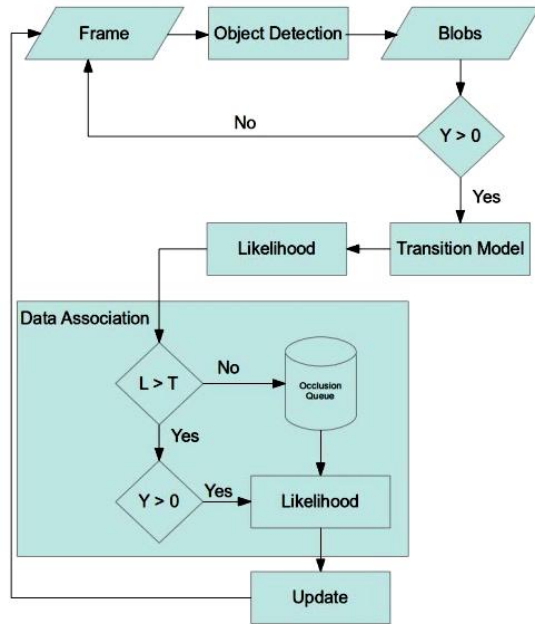 Frame
Object Detection
Blobs
No
Y > 0
Yes
Likelihood
Transition Model
Data Association
L > T
No
Occlusion
Queue
Yes
Y > 0
Yes
Likelihood
Update